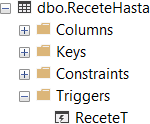 dbo.ReceteHasta
Columns
Keys
Constraints
Triggers
ReceteT